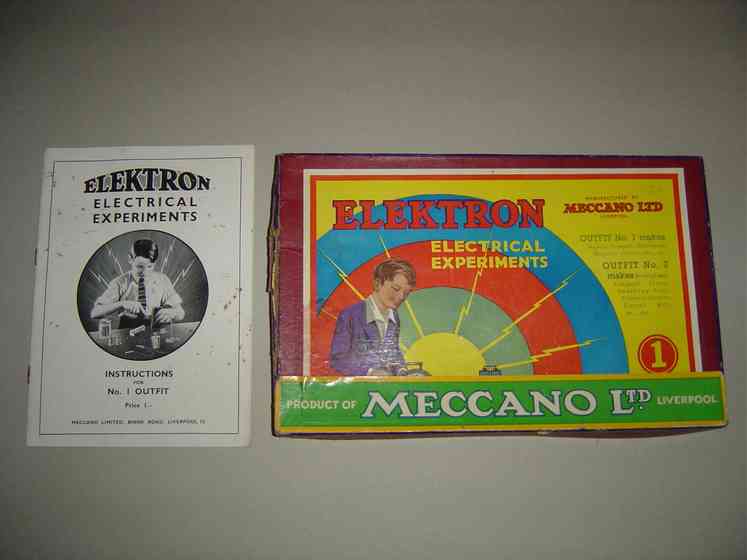 ELEKTRON
ELECTRICAL
EXPERIMENTS
INSTRUCTIONS
FOR
No. 1 OUTFIT
Price 1/-
MECCANO LIMITED, BINNS ROAD, LIVERPOOL, 13
ELEKTRON
ELECTRICAL
EXPERIMENTS
MANUFACTURED BY
MECCANO LTD
LIVERPOOL
OUTFIT No. 1 makes
OUTFIT No. 2
makes
1
PRODUCT OF MECCANO LTD LIVERPOOL